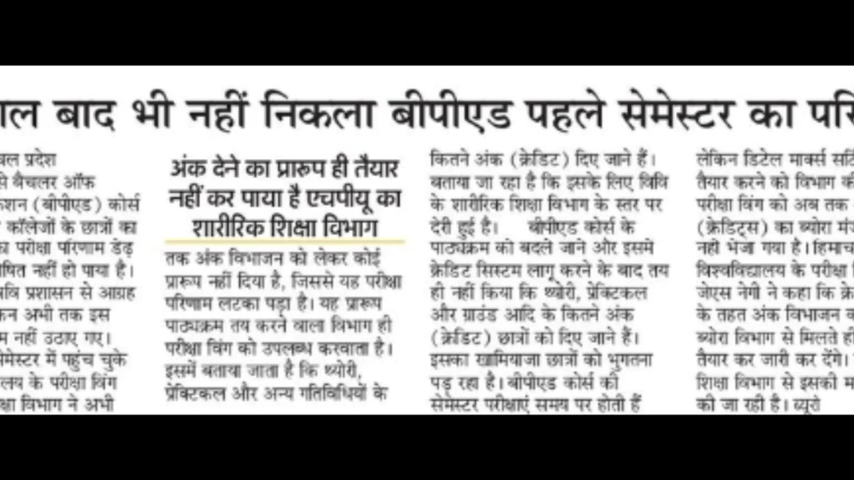 ाल बाद भी नहीं निकला बीपीएड पहले सेमेस्टर का परि
चल प्रदेश
से बैचलर ऑफ
केशन (बीपीएड) कोर्स
कॉलेजों के छात्रों का
का परीक्षा परिणाम डेढ़
षित नहीं हो पाया है।
वि प्रशासन से आग्रह
कन अभी तक इस
म नहीं उठाए गए।
मेस्टर में पहुंच चुके
लय के परीक्षा विंग
क्षा विभाग ने अभी
अंक देने का प्रारूप ही तैयार
नहीं कर पाया है एचपीयू का
शारीरिक शिक्षा विभाग
तक अंक विभाजन को लेकर कोई
प्रारूप नहीं दिया है, जिससे यह परीक्षा
परिणाम लटका पड़ा है। यह प्रारूप
पाठ्यक्रम तय करने वाला विभाग ही
परीक्षा विंग को उपलब्ध करवाता है।
इसमें बताया जाता है कि थ्योरी,
प्रेक्टिकल और अन्य गतिविधियों के
कितने अंक (क्रेडिट) दिए जाने हैं।
बताया जा रहा है कि इसके लिए विवि
के शारीरिक शिक्षा विभाग के स्तर पर
देरी हुई है। बीपीएड कोर्स के
पाठ्यक्रम को बदले जाने और इसमें
क्रेडिट सिस्टम लागू करने के बाद तय
ही नहीं किया कि थ्योरी, प्रेक्टिकल
और ग्राउंड आदि के कितने अंक
(क्रेडिट) छात्रों को दिए जाने हैं।
इसका खामियाजा छात्रों को भुगतना
पड़ रहा है। बीपीएड कोर्स की
सेमेस्टर परीक्षाएं समय पर होती हैं
लेकिन डिटेल मार्क्स सर्टि
तैयार करने को विभाग की
परीक्षा विंग को अब तक
(क्रेडिट्स) का ब्योरा मं
नहीं भेजा गया है। हिमाच
विश्वविद्यालय के परीक्षा
जेएस नेगी ने कहा कि क्रे
के तहत अंक विभाजन क
ब्योरा विभाग से मिलते ही
तैयार कर जारी कर देंगे।
शिक्षा विभाग से इसकी म
की जा रही है। ब्यूरो